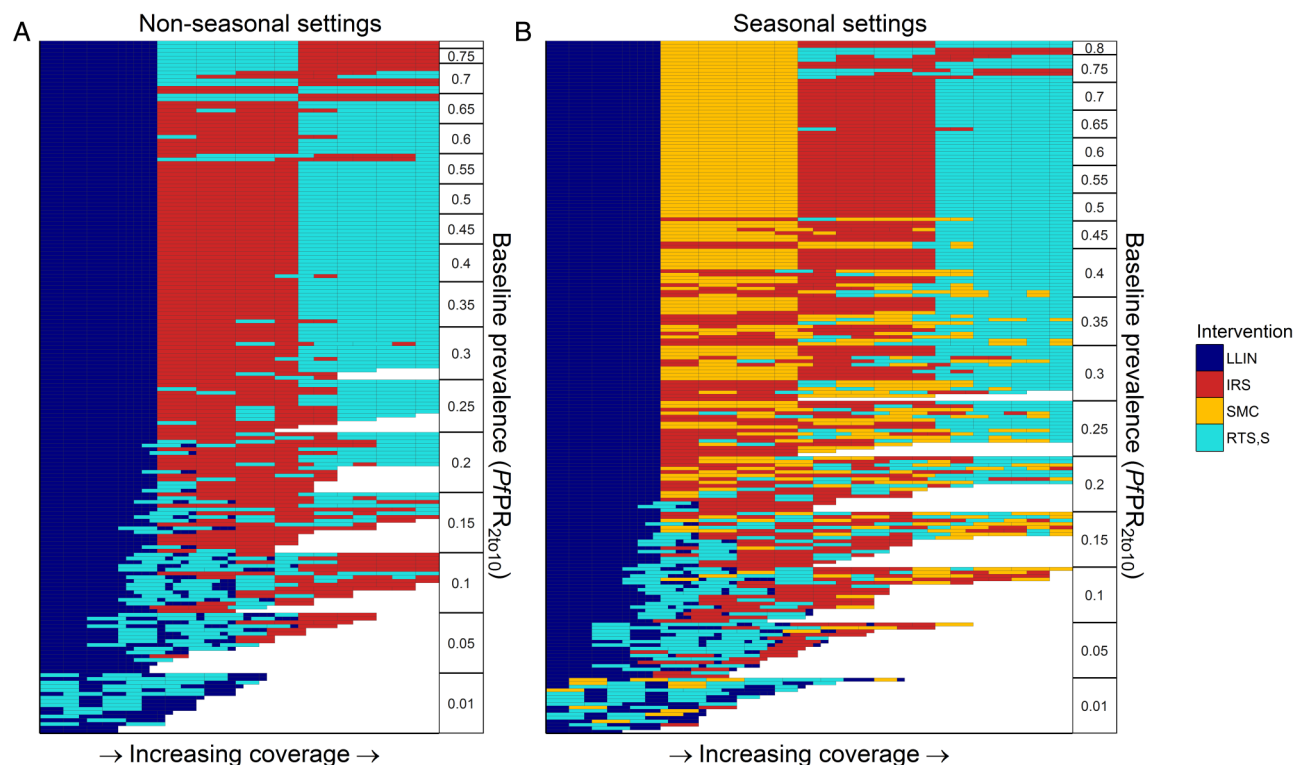 A
Non-seasonal settings
0.75
0.7
0.65
0.6
0.55
0.5
0.45
0.4
0.35
0.3
0.25
0.2
0.15
0.1
0.05
0.01
Baseline prevalence (PfPR2to10)
→ Increasing coverage →
B
Seasonal settings
0.8
0.75
0.7
0.65
0.6
0.55
0.5
0.45
0.4
0.35
0.3
0.25
0.2
0.15
0.1
0.05
0.01
Baseline prevalence (PfPR2to10)
→ Increasing coverage →
Intervention
LLIN
IRS
SMC
RTS,S